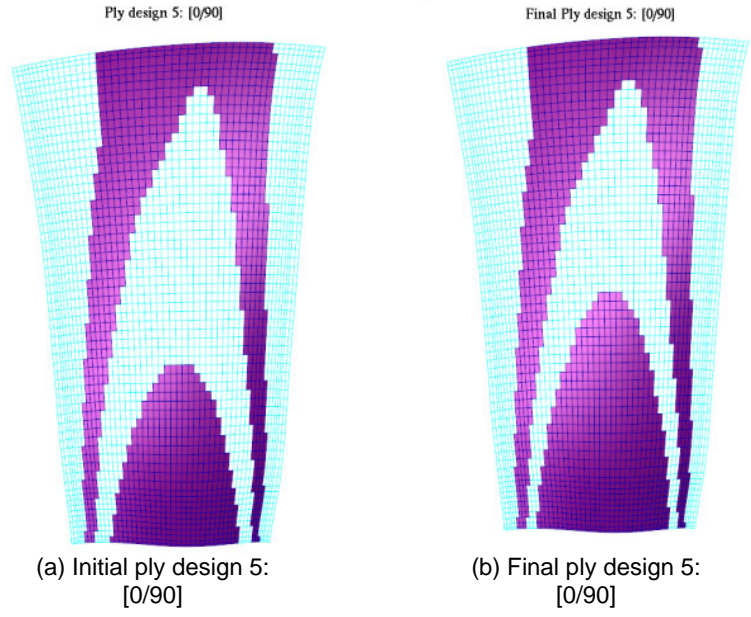 Ply design 5: [0/90]
Final Ply design 5: [0/90]
(a) Initial ply design 5:
[0/90]
(b) Final ply design 5:
[0/90]